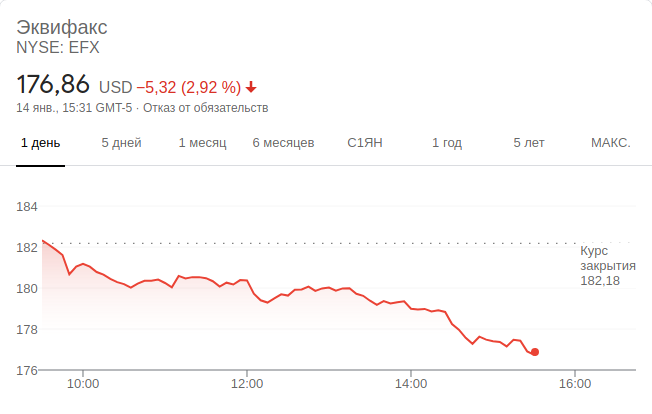 Эквифакс
NYSE: EFX
176,86 USD −5,32 (2,92 %)
14 янв., 15:31 GMT-5 · Отказ от обязательств
1 день 5 дней 1 месяц 6 месяцев С1ЯН 1 год 5 лет МАКС.
184
182
180
178
176
Курс
закрытия
182,18
10:00 12:00 14:00 16:00